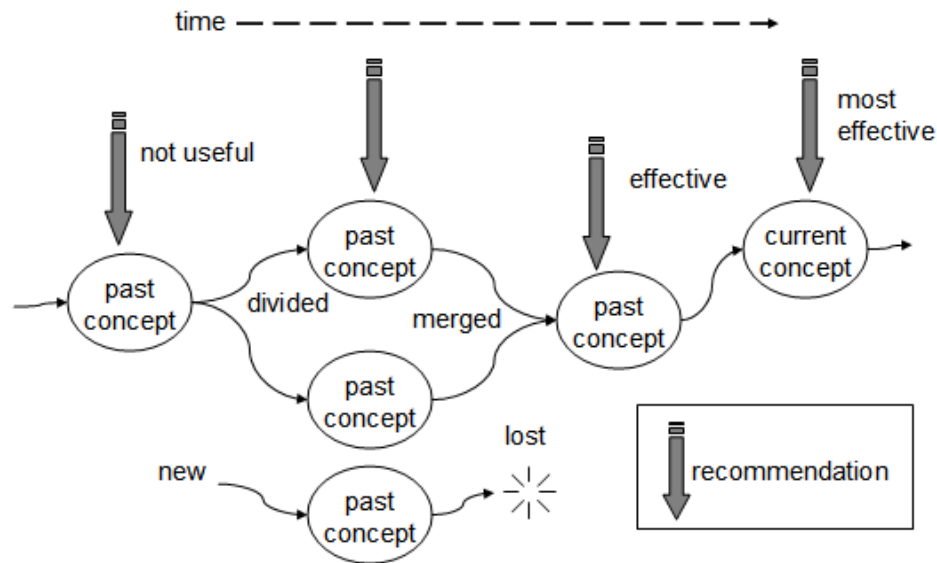 time
most
effective
not useful
effective
past
concept
current
concept
past
concept
divided
merged
past
concept
past
concept
lost
new
recommendation
past
concept